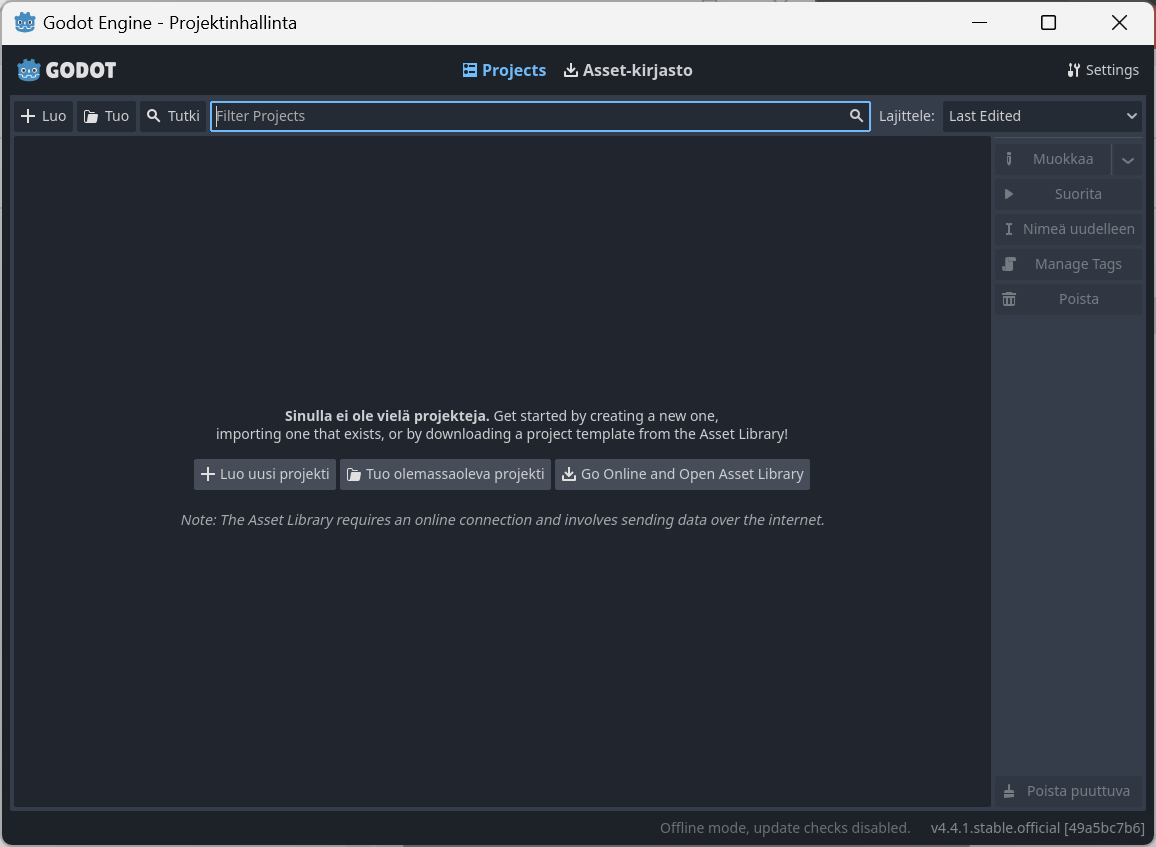 Godot Engine - Projektinhallinta
GODOT
Projects
Asset-kirjasto
Settings
Luo
Tuo
Tutki
Filter Projects
Lajittele:
Last Edited
Muokkaa
Suorita
Nimeä uudelleen
Manage Tags
Poista
Sinulla ei ole vielä projekteja. Get started by creating a new one,
importing one that exists, or by downloading a project template from the Asset Library!
Luo uusi projekti
Tuo olemassaoleva projekti
Go Online and Open Asset Library
Note: The Asset Library requires an online connection and involves sending data over the internet.
Poista puuttuva
Offline mode, update checks disabled.
v4.4.1.stable.official [49a5bc7b6]